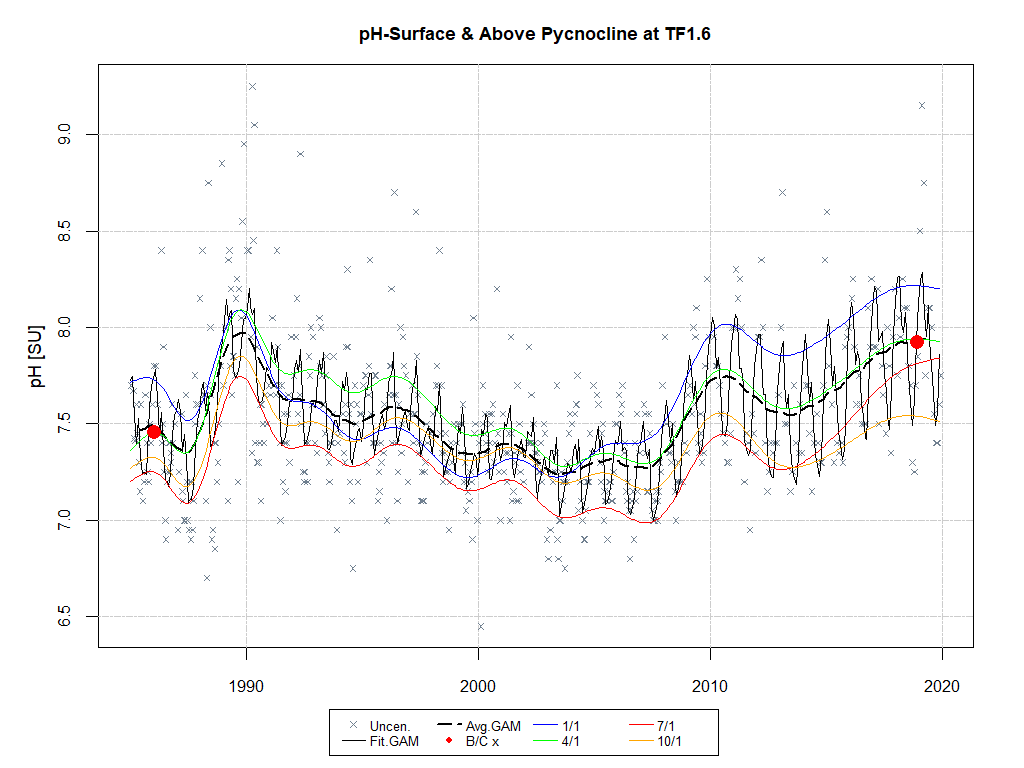 pH-Surface & Above Pycnocline at TF1.6
pH [SU]
9.0
8.5
8.0
7.5
7.0
6.5
1990 2000 2010 2020
Uncen. Avg.GAM 1/1 7/1
Fit.GAM B/C x 4/1 10/1